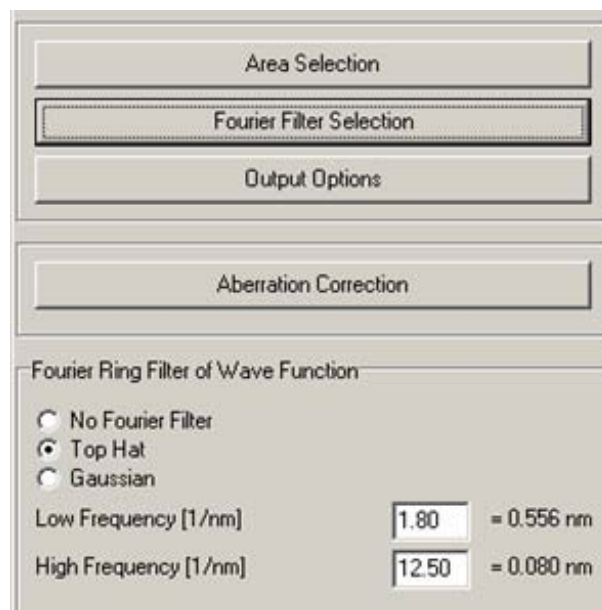 Area Selection
Fourier Filter Selection
Output Options
Aberration Correction
Fourier Ring Filter of Wave Function
No Fourier Filter
Top Hat
Gaussian
Low Frequency [1/nm] 1.80 = 0.556 nm
High Frequency [1/nm] 12.50 = 0.080 nm